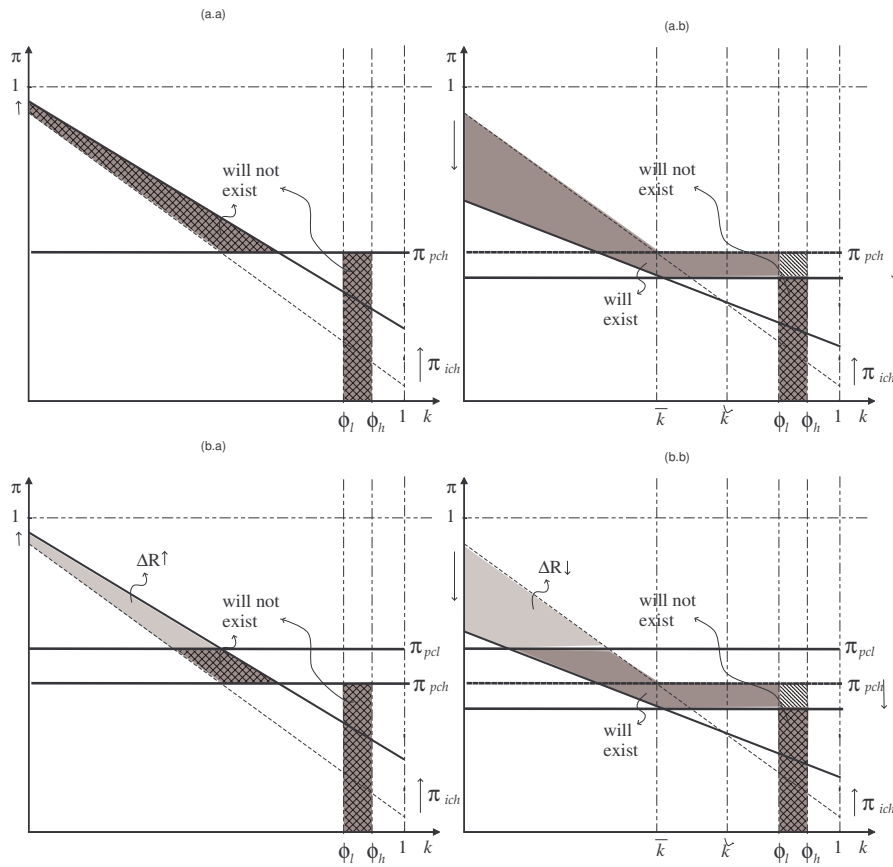 (a.a)
π
1
↑
will not
exist
π pch
↑ π ich
ϕl ϕh 1 k
(a.b)
π
1
↓
will not
exist
will
exist
π pch
↓
↑ π ich
k̅ ǩ ϕl ϕh 1 k
(b.a)
π
1
↑
ΔR↑
will not
exist
π pcl
π pch
↑ π ich
ϕl ϕh 1 k
(b.b)
π
1
↓
ΔR↓
will not
exist
will
exist
π pcl
π pch ↓
↑ π ich
k̅ ǩ ϕl ϕh 1 k